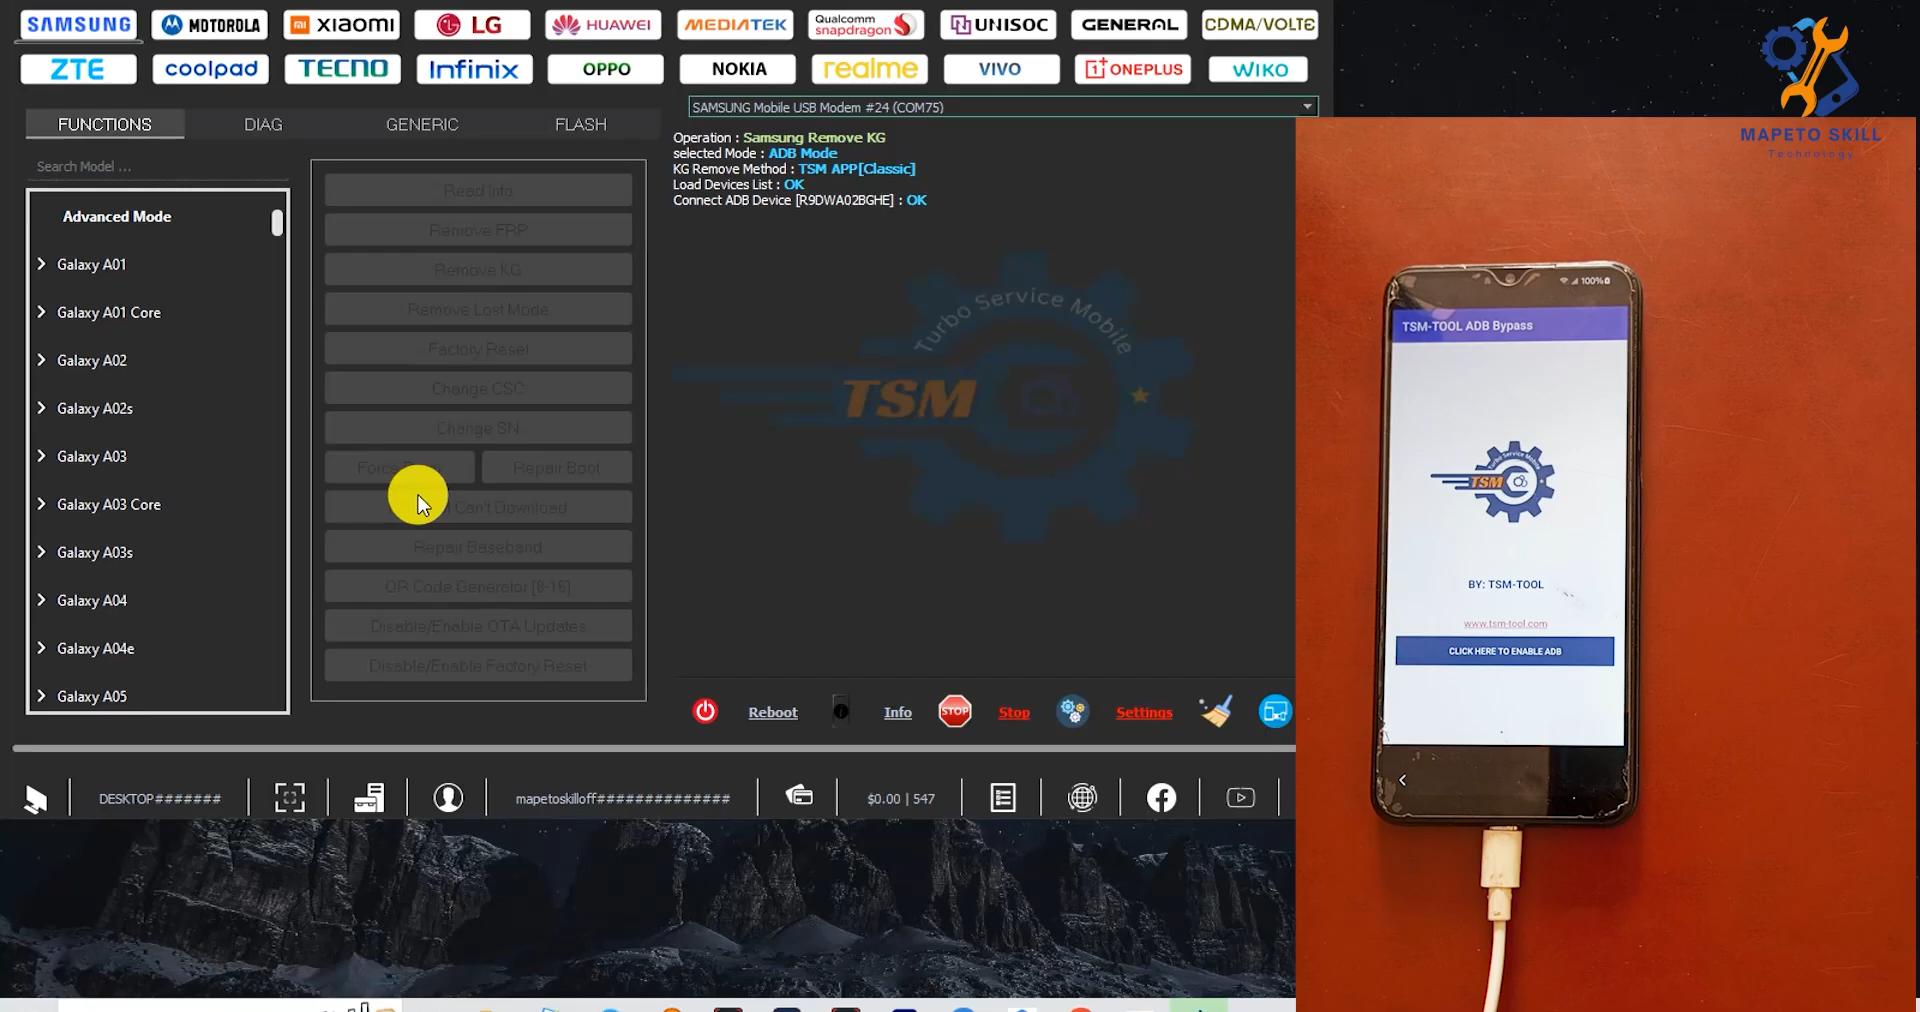 SAMSUNG MOTOROLA xiaomi LG HUAWEI MEDIATEK Qualcomm snapdragon UNISOC GENERAL CDMA/VOLTE
ZTE coolpad TECNO Infinix OPPO NOKIA realme VIVO 1+ ONEPLUS WIKO
FUNCTIONS DIAG GENERIC FLASH
Search Model ...
Advanced Mode
Galaxy A01
Galaxy A01 Core
Galaxy A02
Galaxy A02s
Galaxy A03
Galaxy A03 Core
Galaxy A03s
Galaxy A04
Galaxy A04e
Galaxy A05
Read Info
Remove FRP
Remove KG
Remove Lost Mode
Factory Reset
Change CSC
Change SN
Force Repair Boot
Can't Download
Repair Baseband
QR Code Generator [8-15]
Disable/Enable OTA Updates
Disable/Enable Factory Reset
SAMSUNG Mobile USB Modem #24 (COM75)
Operation : Samsung Remove KG
selected Mode : ADB Mode
KG Remove Method : TSM APP[Classic]
Load Devices List : OK
Connect ADB Device [R9DWA02BGHE] : OK
Turbo Service Mobile
TSM
Reboot Info STOP Stop Settings
DESKTOP####### mapetoskilloff############## $0.00 | 547
MAPETO SKILL
Technology
100%
TSM-TOOL ADB Bypass
Turbo Service Mobile
TSM
BY: TSM-TOOL
www.tsm-tool.com
CLICK HERE TO ENABLE ADB